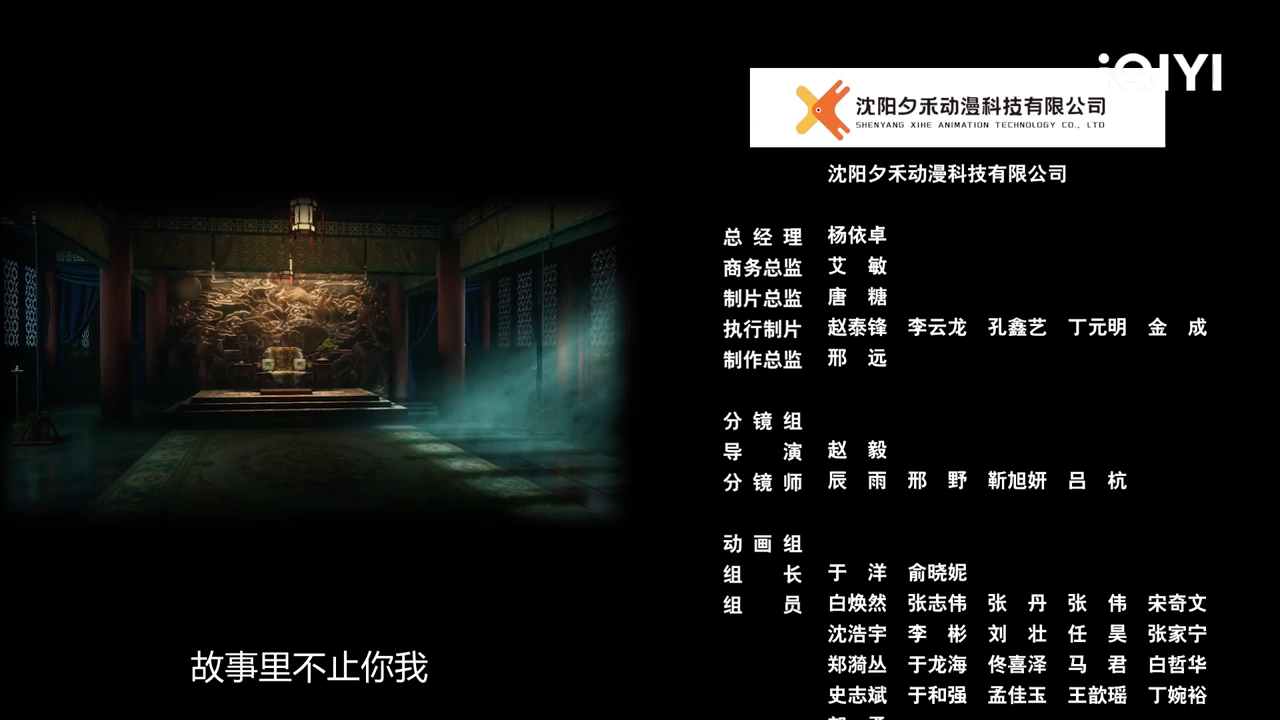 iQIYI
沈阳夕禾动漫科技有限公司
SHENYANG XIHE ANIMATION TECHNOLOGY CO., LTD
沈阳夕禾动漫科技有限公司
总经理 杨依卓
商务总监 艾敏
制片总监 唐糖
执行制片 赵泰锋 李云龙 孔鑫艺 丁元明 金成
制作总监 邢远
分镜组
导演 赵毅
分镜师 辰雨 邢野 靳旭妍 吕杭
动画组
组长 于洋 俞晓妮
组员 白焕然 张志伟 张丹 张伟 宋奇文
沈浩宇 李彬 刘壮 任昊 张家宁
郑漪丛 于龙海 佟喜泽 马君 白哲华
史志斌 于和强 孟佳玉 王歆瑶 丁婉裕
故事里不止你我